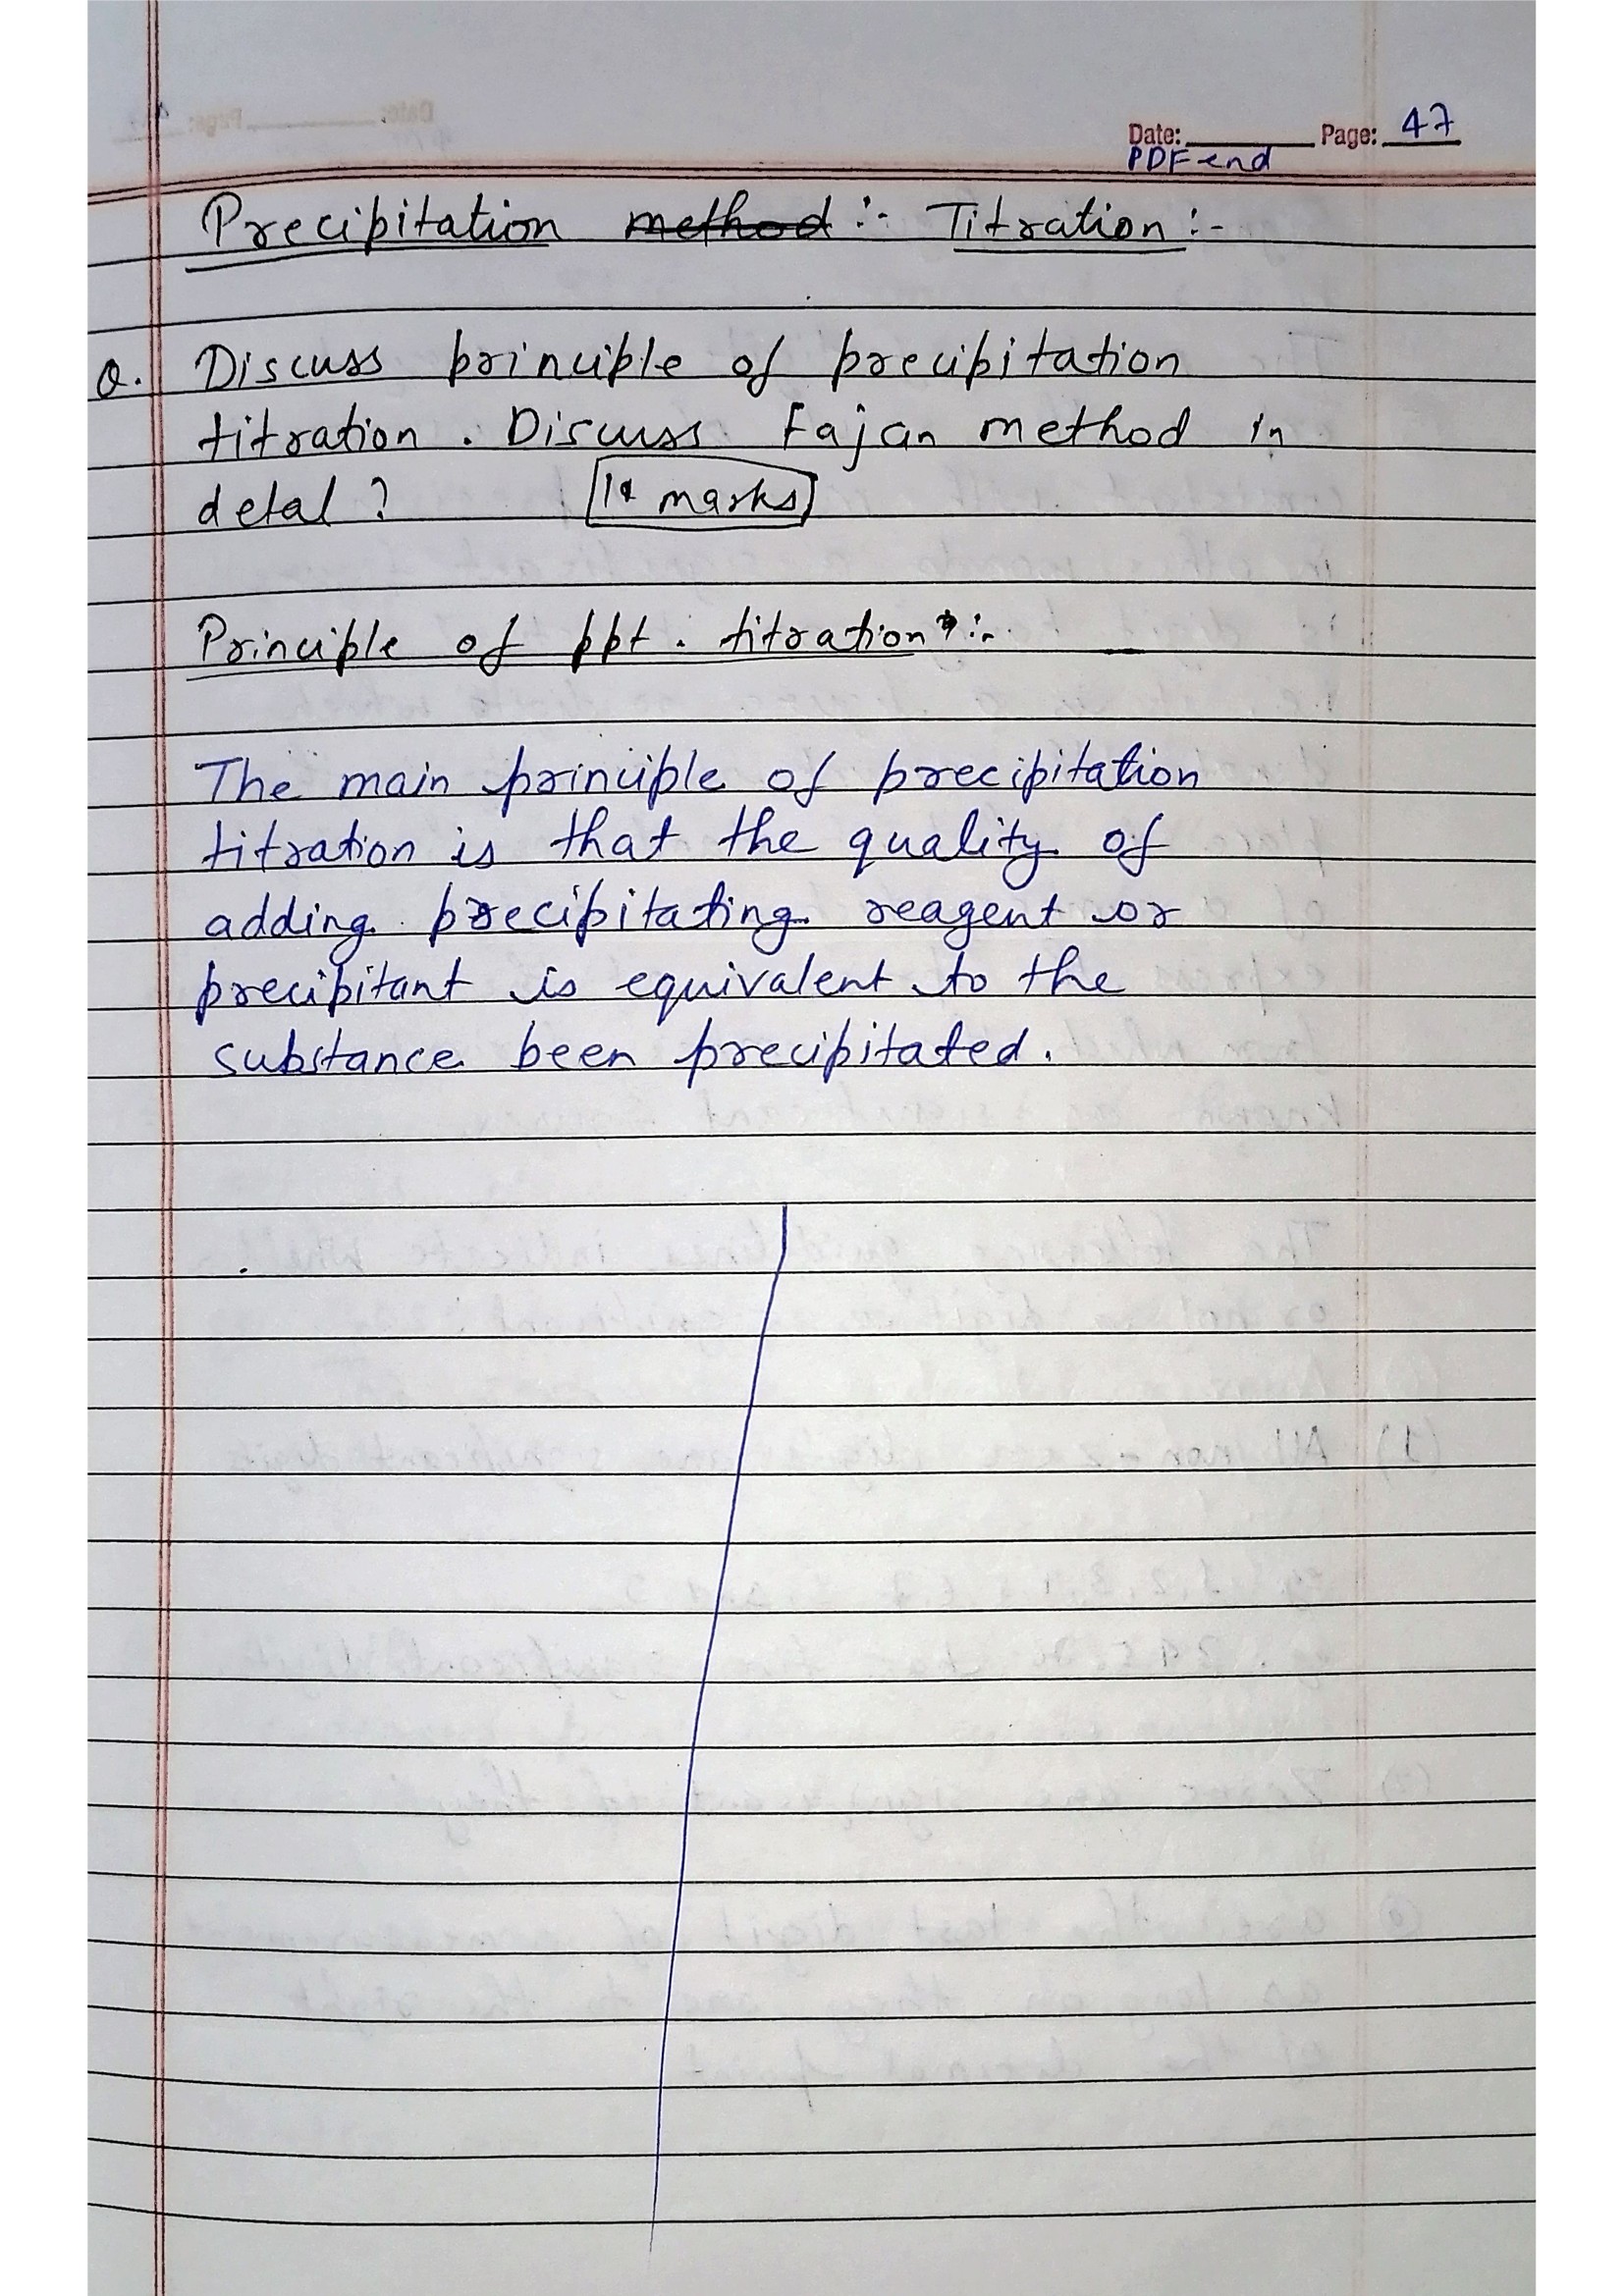 Date: ______ Page: 47
PDF end
Precipitation method :- Titration :-
Q. Discuss principle of precipitation
titration. Discuss Fajan method in
detal ?
marks
Principle of ppt. titration :-
The main principle of precipitation
titration is that the quality of
adding precipitating reagent or
precipitant is equivalent to the
substance been precipitated.